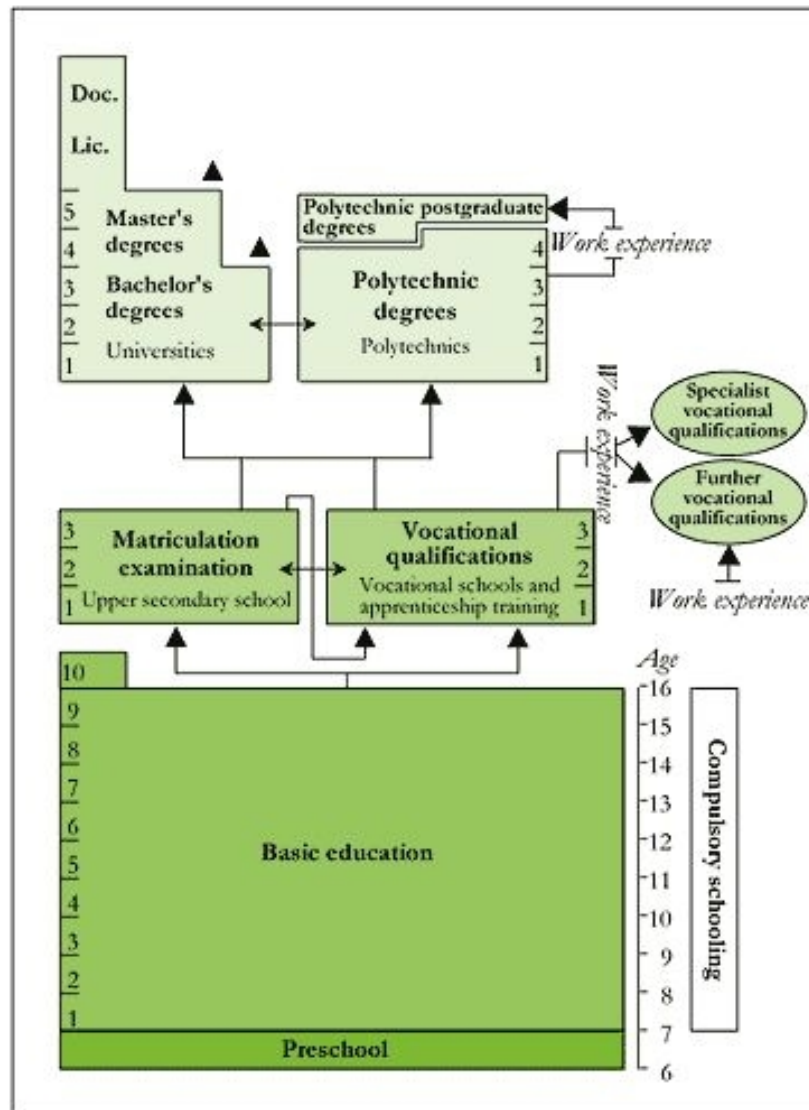 Doc.
Lic.
5
4
3
2
1
Master's
degrees
Bachelor's
degrees
Universities
Polytechnic postgraduate
degrees
Work experience
Polytechnic
degrees
Polytechnics
4
3
2
1
Work experience
Specialist
vocational
qualifications
Further
vocational
qualifications
Work experience
3
2
1
Matriculation
examination
Upper secondary school
Vocational
qualifications
Vocational schools and
apprenticeship training
3
2
1
10
9
8
7
6
5
4
3
2
1
Basic education
Preschool
Age
16
15
14
13
12
11
10
9
8
7
6
Compulsory schooling